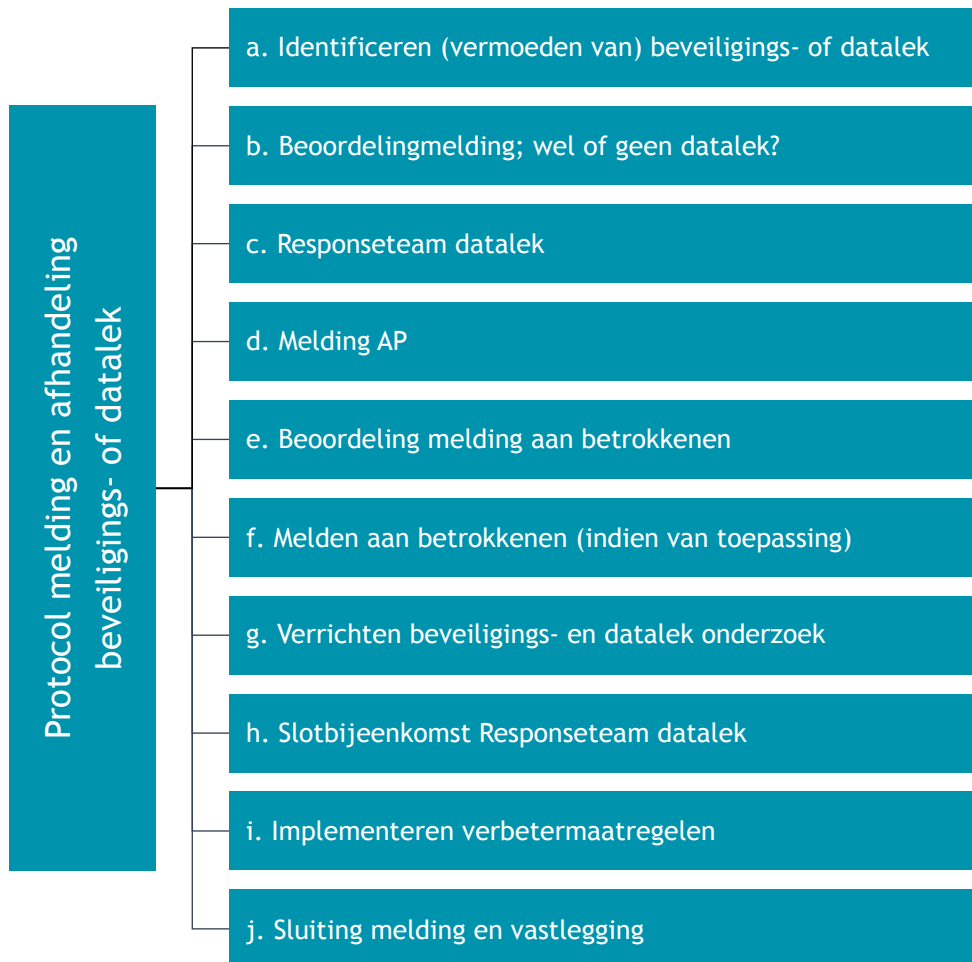 Protocol melding en afhandeling
beveiligings- of datalek
a. Identificeren (vermoeden van) beveiligings- of datalek
b. Beoordelingmelding; wel of geen datalek?
c. Responseteam datalek
d. Melding AP
e. Beoordeling melding aan betrokkenen
f. Melden aan betrokkenen (indien van toepassing)
g. Verrichten beveiligings- en datalek onderzoek
h. Slotbijeenkomst Responseteam datalek
i. Implementeren verbetermaatregelen
j. Sluiting melding en vastlegging